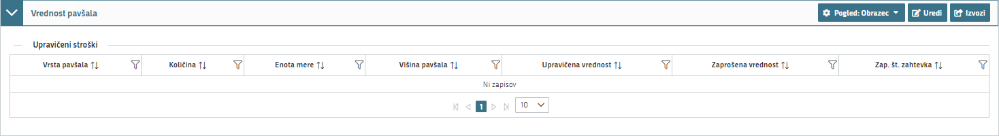 Vrednost pavšala Pogled: Obrazec Uredi Izvozi
Upravičeni stroški
Vrsta pavšala Količina Enota mere Višina pavšala Upravičena vrednost Zaprošena vrednost Zap. št. zahtevka
Ni zapisov
1 10